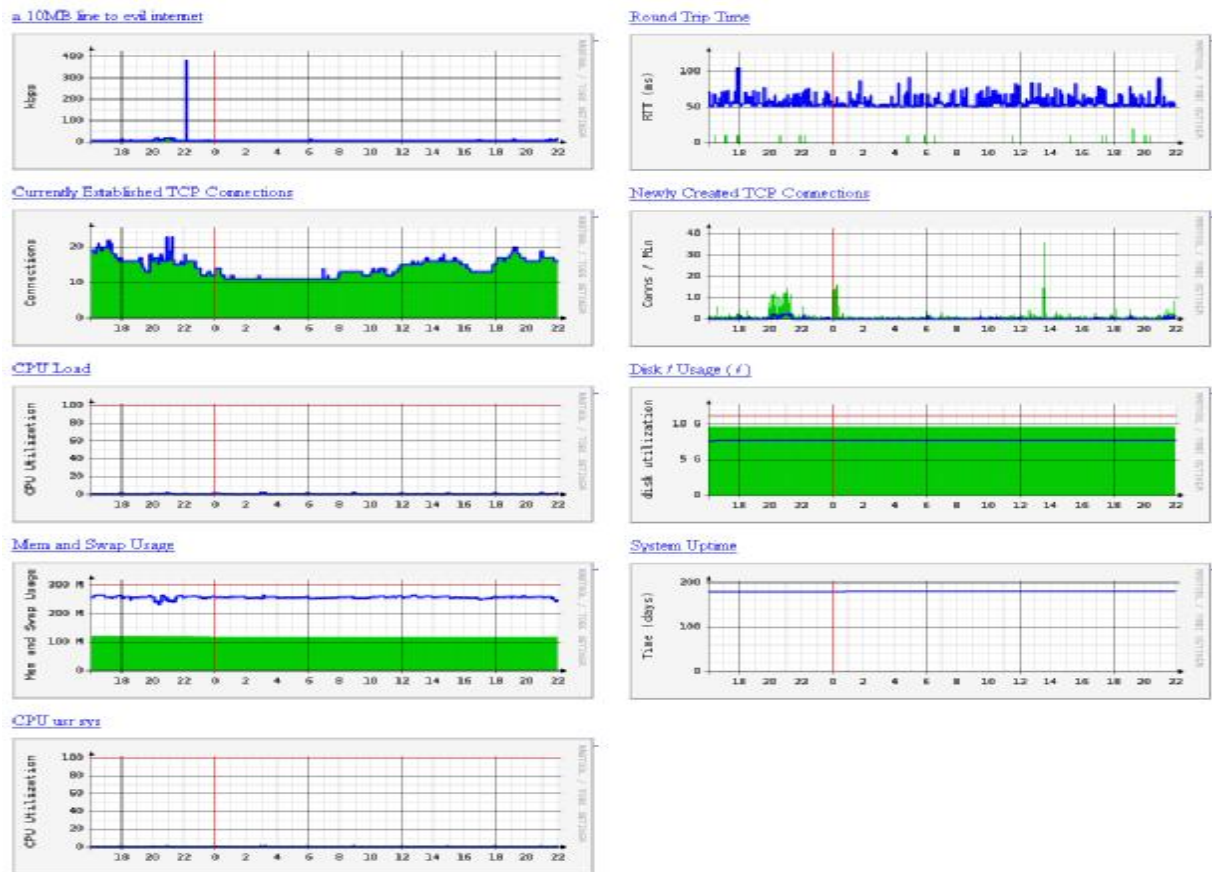 a 10MB line to evil internet
kbps
400
300
200
100
0
18 20 22 0 2 4 6 8 10 12 14 16 18 20 22
Round Trip Time
RTT (ms)
100
50
0
18 20 22 0 2 4 6 8 10 12 14 16 18 20 22
Currently Established TCP Connections
Connections
20
10
0
18 20 22 0 2 4 6 8 10 12 14 16 18 20 22
Newly Created TCP Connections
Conns / Min
40
30
20
10
0
18 20 22 0 2 4 6 8 10 12 14 16 18 20 22
CPU Load
CPU Utilization
100
80
60
40
20
0
18 20 22 0 2 4 6 8 10 12 14 16 18 20 22
Disk / Usage ( / )
disk utilization
10 G
5 G
0
18 20 22 0 2 4 6 8 10 12 14 16 18 20 22
Mem and Swap Usage
Mem and Swap Usage
300 M
200 M
100 M
0
18 20 22 0 2 4 6 8 10 12 14 16 18 20 22
System Uptime
Time (days)
200
100
0
18 20 22 0 2 4 6 8 10 12 14 16 18 20 22
CPU usr sys
CPU Utilization
100
80
60
40
20
0
18 20 22 0 2 4 6 8 10 12 14 16 18 20 22